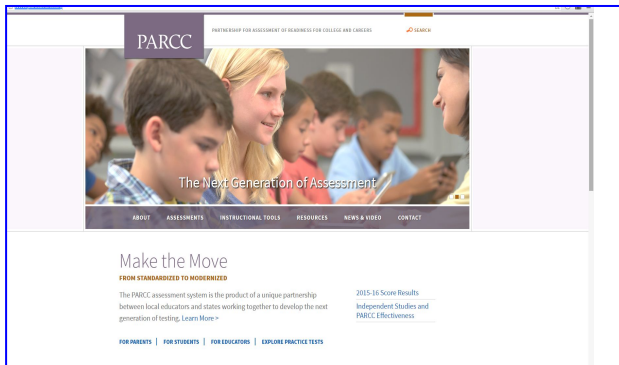 PARCC
PARTNERSHIP FOR ASSESSMENT OF READINESS FOR COLLEGE AND CAREERS
SEARCH
The Next Generation of Assessment
ABOUT ASSESSMENTS INSTRUCTIONAL TOOLS RESOURCES NEWS & VIDEO CONTACT
Make the Move
FROM STANDARDIZED TO MODERNIZED
The PARCC assessment system is the product of a unique partnership
between local educators and states working together to develop the next
generation of testing. Learn More >
FOR PARENTS | FOR STUDENTS | FOR EDUCATORS | EXPLORE PRACTICE TESTS
2015-16 Score Results
Independent Studies and
PARCC Effectiveness